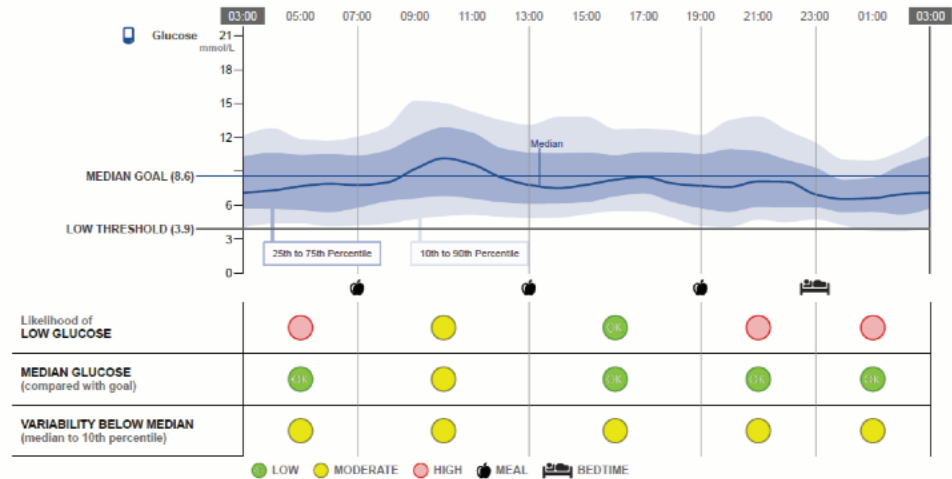 03:00 05:00 07:00 09:00 11:00 13:00 15:00 17:00 19:00 21:00 23:00 01:00 03:00
Glucose
mmol/L
21
18
15
12
6
3
0
MEDIAN GOAL (8.6)
LOW THRESHOLD (3.9)
Median
25th to 75th Percentile
10th to 90th Percentile
Likelihood of
LOW GLUCOSE
OK
MEDIAN GLUCOSE
(compared with goal)
OK OK OK OK
VARIABILITY BELOW MEDIAN
(median to 10th percentile)
LOW MODERATE HIGH MEAL BEDTIME